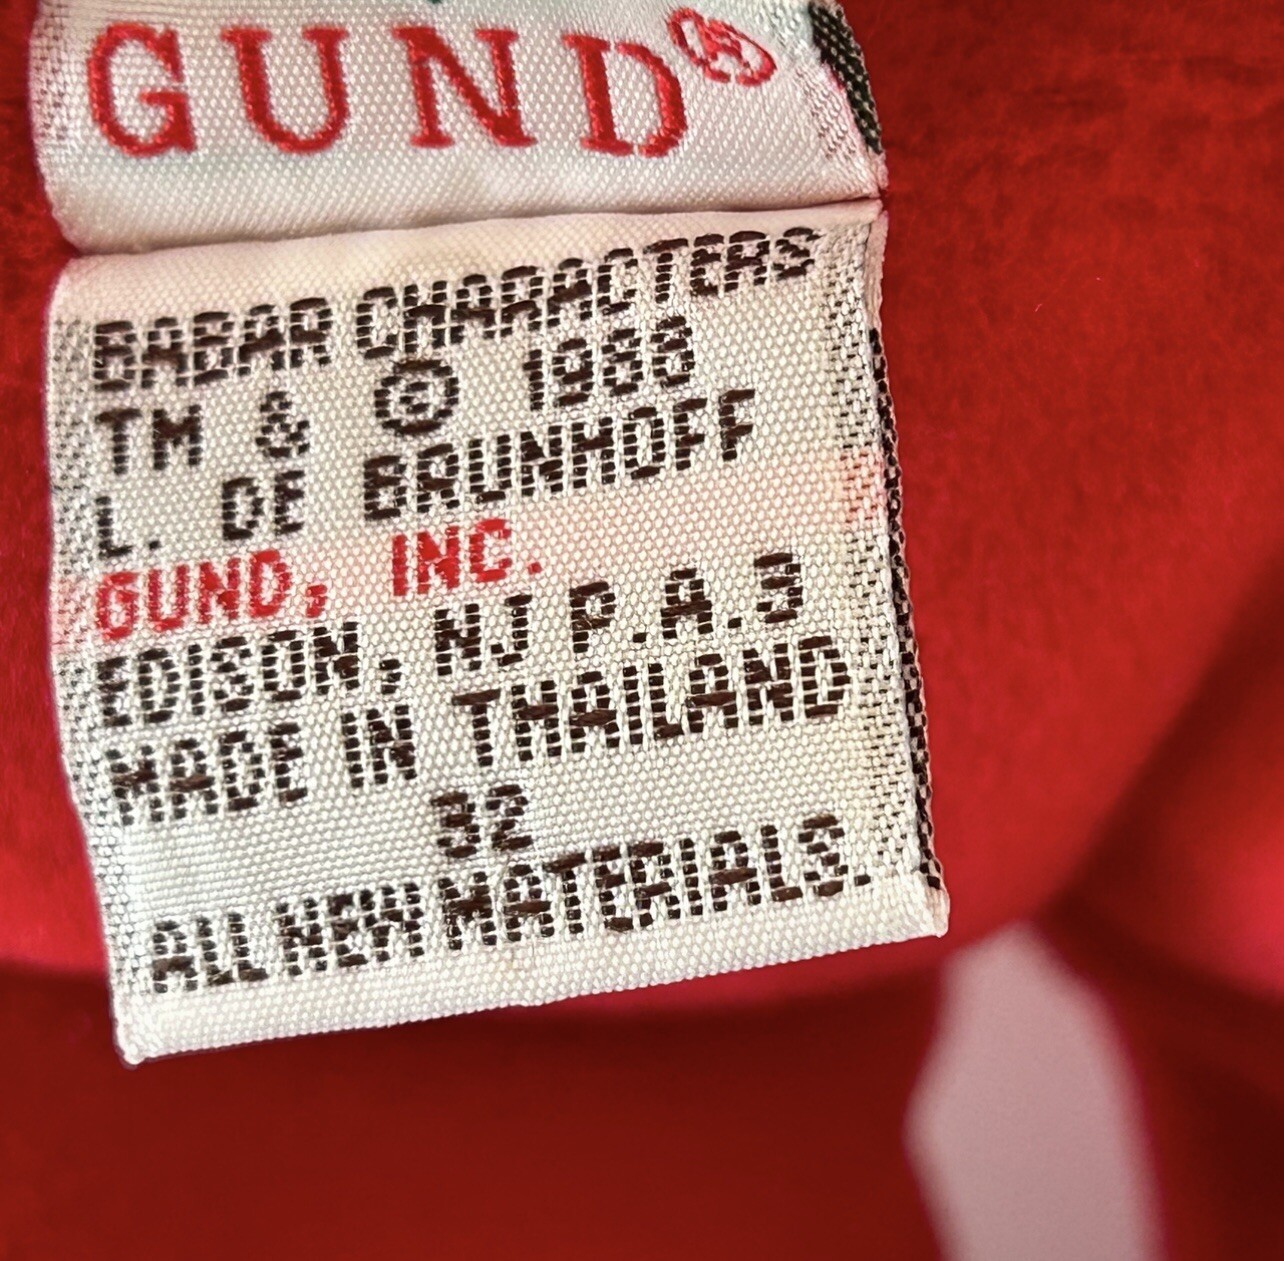 GUND®
BABAR CHARACTERS
TM & © 1988
L. DE BRUNHOFF
GUND, INC.
EDISON, NJ P.A.3
MADE IN THAILAND
32
ALL NEW MATERIALS.